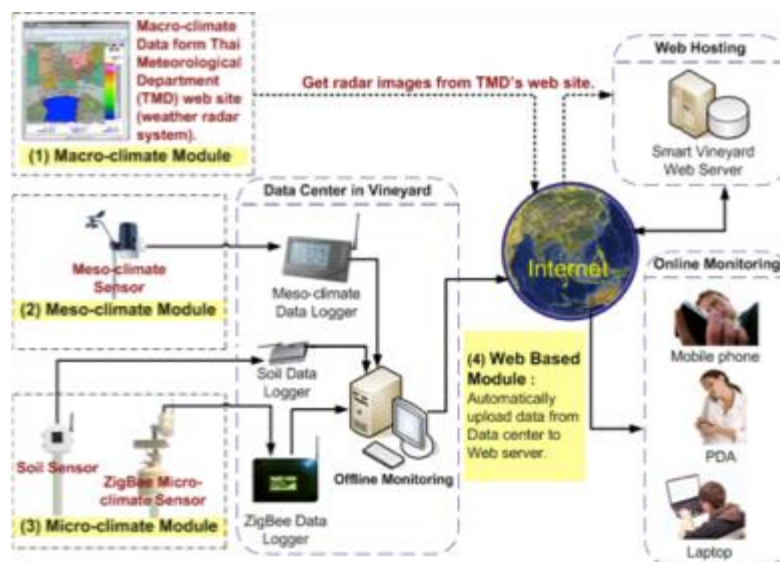 Macro-climate
Data form Thai
Meteorological
Department
(TMD) web site
(weather radar
system).
(1) Macro-climate Module
Get radar images from TMD's web site.
Web Hosting
Smart Vineyard
Web Server
Data Center in Vineyard
Meso-climate
Sensor
(2) Meso-climate Module
Meso-climate
Data Logger
Internet
Online Monitoring
Mobile phone
PDA
Laptop
Soil Data
Logger
(4) Web Based
Module :
Automatically
upload data from
Data center to
Web server.
Offline Monitoring
Soil Sensor
ZigBee Micro-
climate Sensor
(3) Micro-climate Module
ZigBee Data
Logger